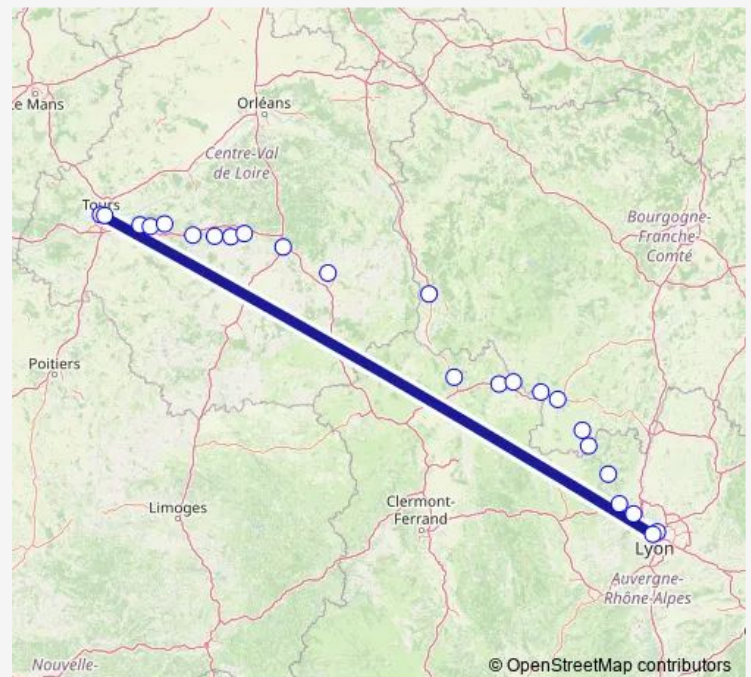 e Mans
Orléans
Centre-Val
de Loire
Tours
Bourgogne-
Franche-
Comté
Poitiers
Limoges
Clermont-
Ferrand
Lyon
Auvergne-
Rhône-Alpes
Nouvelle-
© OpenStreetMap contributors